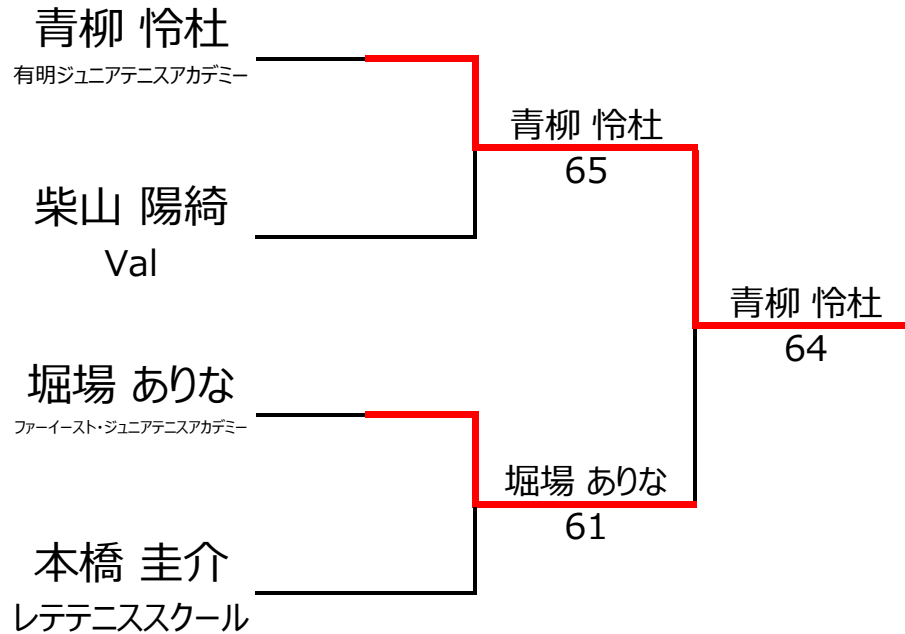 青柳 怜杜
有明ジュニアテニスアカデミー
青柳 怜杜
65
柴山 陽綺
Val
青柳 怜杜
64
堀場 ありな
ファーイースト・ジュニアテニスアカデミー
堀場 ありな
61
本橋 圭介
レテテニススクール